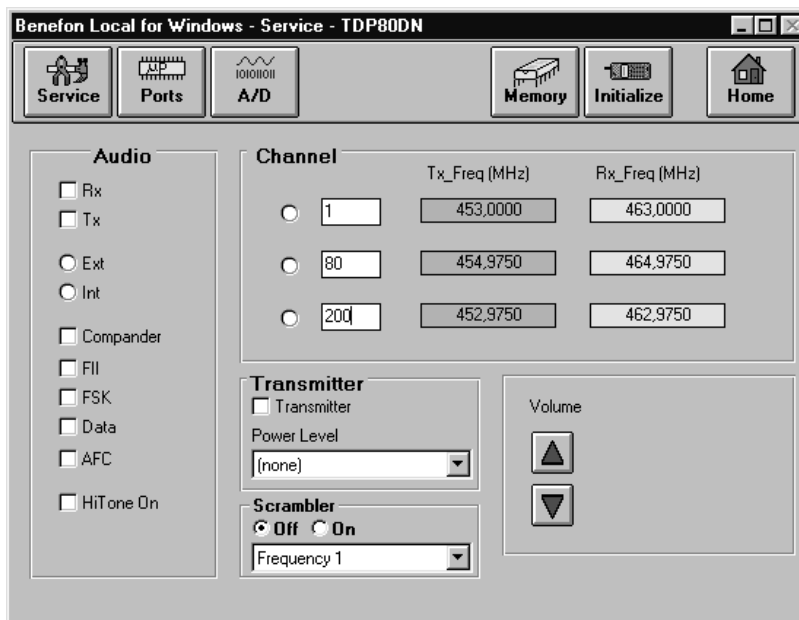 Benefon Local for Windows - Service - TDP80DN
Service
μP
Ports
10101011
A/D
Memory
Initialize
Home
Audio
Rx
Tx
Ext
Int
Compander
FII
FSK
Data
AFC
HiTone On
Channel
Tx_Freq (MHz) Rx_Freq (MHz)
1 453,0000 463,0000
80 454,9750 464,9750
200 452,9750 462,9750
Transmitter
Transmitter
Power Level
(none)
Scrambler
Off On
Frequency 1
Volume